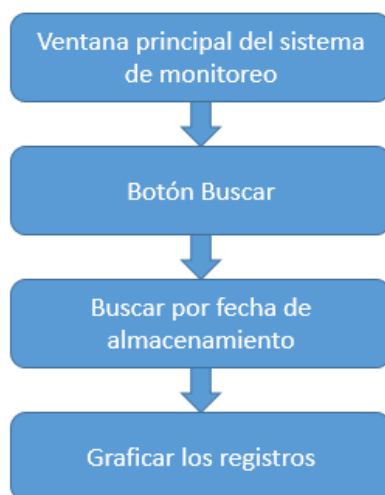 Ventana principal del sistema
de monitoreo
Botón Buscar
Buscar por fecha de
almacenamiento
Graficar los registros